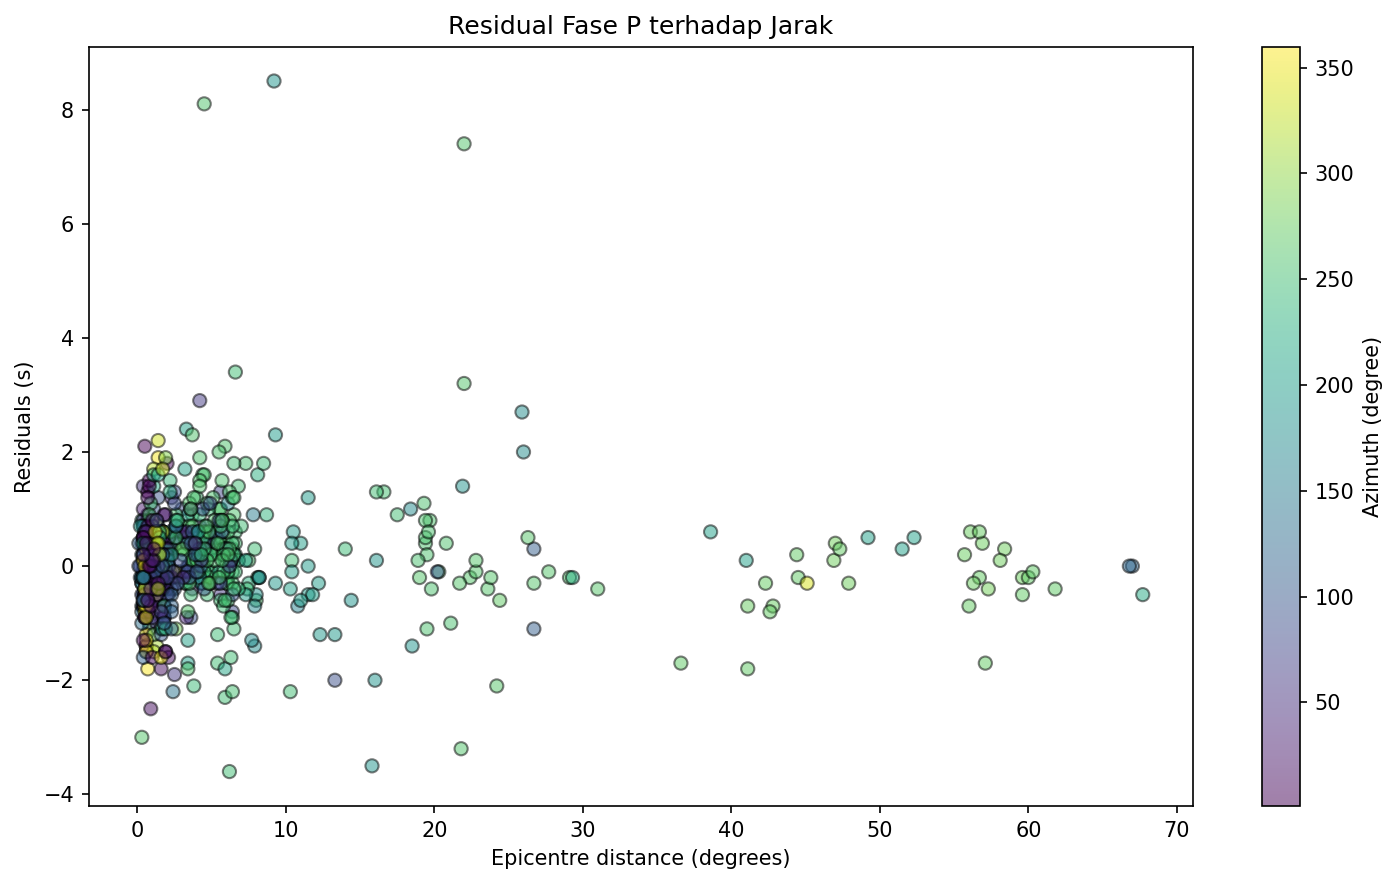 Residual Fase P terhadap Jarak
Residuals (s)
8
6
4
2
0
−2
−4
0 10 20 30 40 50 60 70
Epicentre distance (degrees)
350
300
250
200
150
100
50
Azimuth (degree)